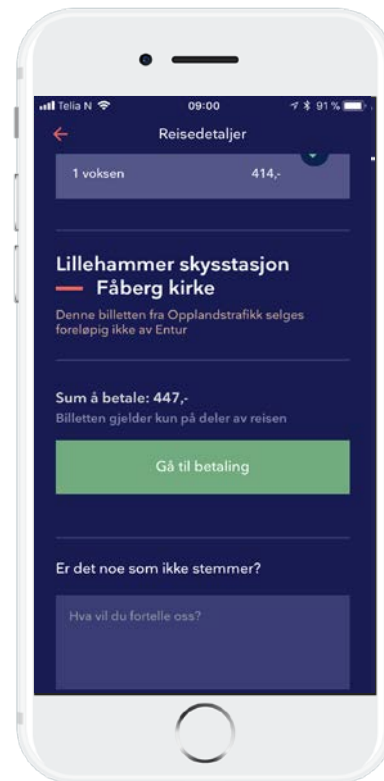 Telia N 09:00 91 %
Reisedetaljer
1 voksen 414,-
Lillehammer skysstasjon
— Fåberg kirke
Denne billetten fra Opplandstrafikk selges
foreløpig ikke av Entur
Sum å betale: 447,-
Billetten gjelder kun på deler av reisen
Gå til betaling
Er det noe som ikke stemmer?
Hva vil du fortelle oss?